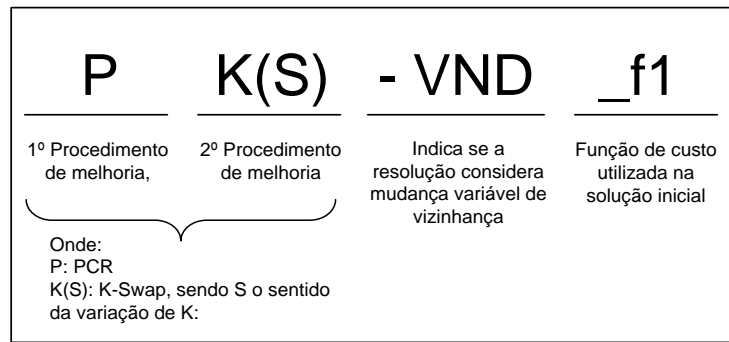 P K(S) - VND _f1
1º Procedimento
de melhoria,
2º Procedimento
de melhoria
Indica se a
resolução considera
mudança variável de
vizinhança
Função de custo
utilizada na
solução inicial
Onde:
P: PCR
K(S): K-Swap, sendo S o sentido
da variação de K: